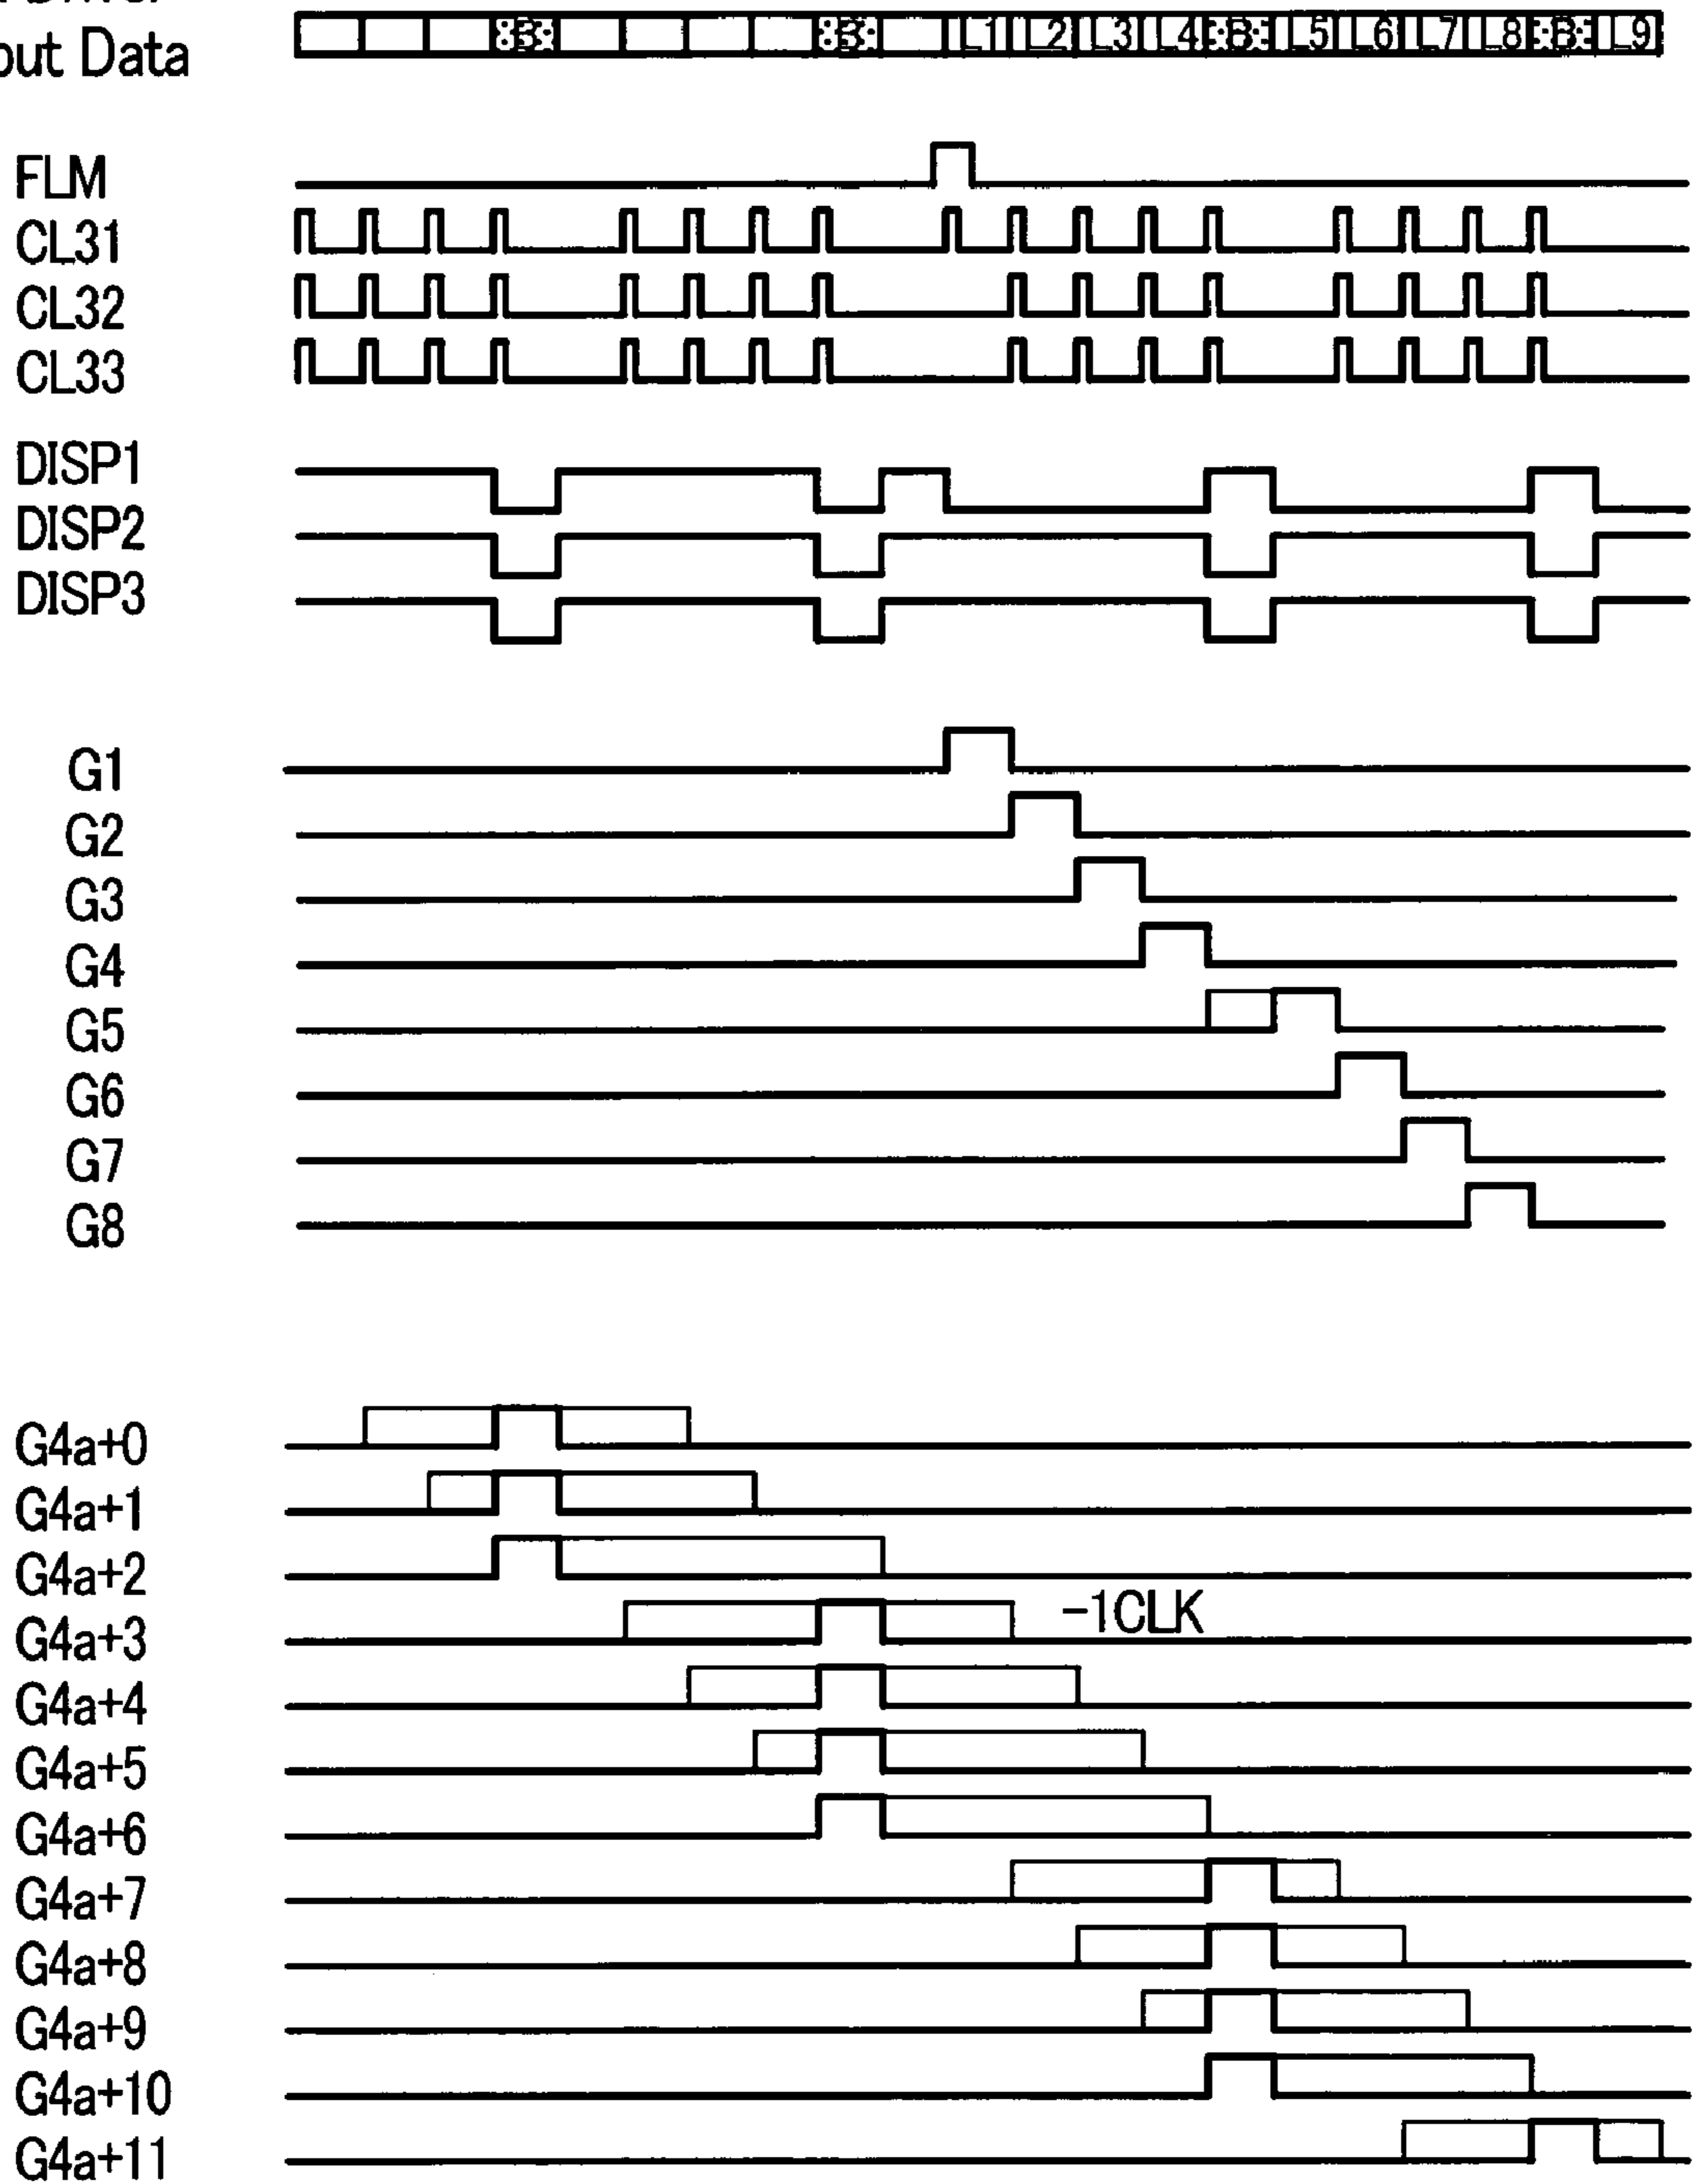 put Data
B B L1 L2 L3 L4 B L5 L6 L7 L8 B L9
FLM
CL31
CL32
CL33
DISP1
DISP2
DISP3
G1
G2
G3
G4
G5
G6
G7
G8
G4a+0
G4a+1
G4a+2
G4a+3
-1CLK
G4a+4
G4a+5
G4a+6
G4a+7
G4a+8
G4a+9
G4a+10
G4a+11